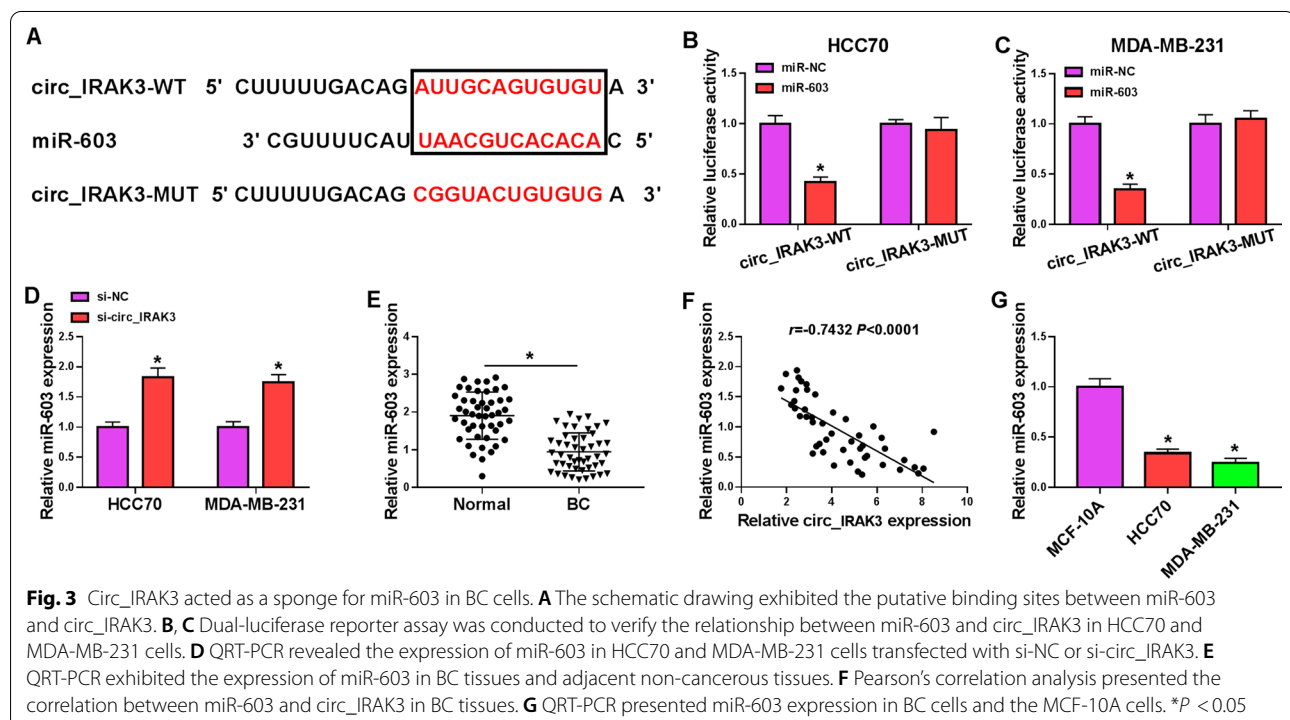 A
circ_IRAK3-WT 5' CUUUUUGACAG AUUGCAGUGUGU A 3'
miR-603 3' CGUUUUCAU UAACGUCACACA C 5'
circ_IRAK3-MUT 5' CUUUUUGACAG CGGUACUGUGUG A 3'
B
HCC70
miR-NC
miR-603
Relative luciferase activity
1.5
1.0
0.5
0.0
*
circ_IRAK3-WT
circ_IRAK3-MUT
C
MDA-MB-231
miR-NC
miR-603
Relative luciferase activity
1.5
1.0
0.5
0.0
*
circ_IRAK3-WT
circ_IRAK3-MUT
D
si-NC
si-circ_IRAK3
Relative miR-603 expression
2.5
2.0
1.5
1.0
0.5
0.0
* *
HCC70 MDA-MB-231
E
Relative miR-603 expression
4
3
2
1
0
*
Normal BC
F
r=-0.7432 P<0.0001
Relative miR-603 expression
2.5
2.0
1.5
1.0
0.5
0.0
0 2 4 6 8 10
Relative circ_IRAK3 expression
G
Relative miR-603 expression
1.5
1.0
0.5
0.0
* *
MCF-10A
HCC70
MDA-MB-231
Fig. 3 Circ_IRAK3 acted as a sponge for miR-603 in BC cells. A The schematic drawing exhibited the putative binding sites between miR-603
and circ_IRAK3. B, C Dual-luciferase reporter assay was conducted to verify the relationship between miR-603 and circ_IRAK3 in HCC70 and
MDA-MB-231 cells. D QRT-PCR revealed the expression of miR-603 in HCC70 and MDA-MB-231 cells transfected with si-NC or si-circ_IRAK3. E
QRT-PCR exhibited the expression of miR-603 in BC tissues and adjacent non-cancerous tissues. F Pearson's correlation analysis presented the
correlation between miR-603 and circ_IRAK3 in BC tissues. G QRT-PCR presented miR-603 expression in BC cells and the MCF-10A cells. *P < 0.05